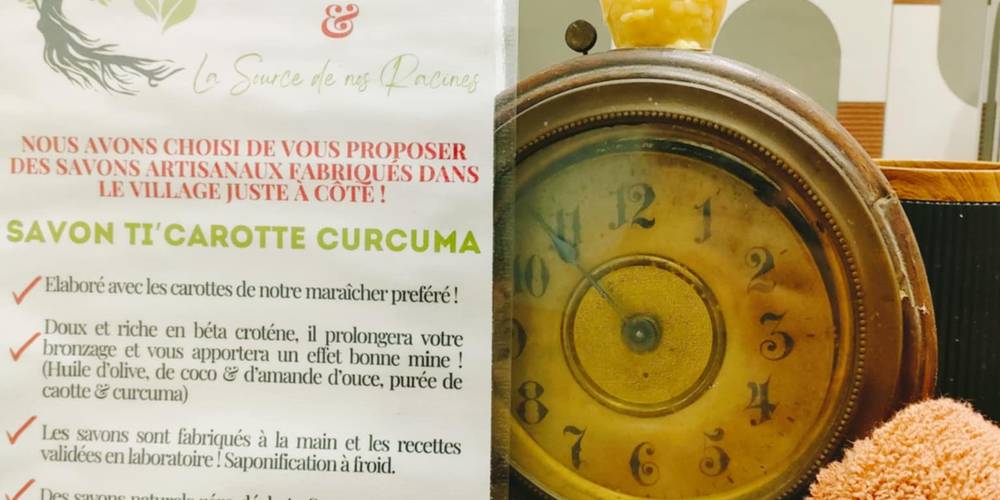 &
La Source de nos Racines
NOUS AVONS CHOISI DE VOUS PROPOSER
DES SAVONS ARTISANAUX FABRIQUÉS DANS
LE VILLAGE JUSTE À CÔTÉ !
SAVON TI'CAROTTE CURCUMA
Elaboré avec les carottes de notre maraîcher preféré !
Doux et riche en béta croténe, il prolongera votre
bronzage et vous apportera un effet bonne mine !
(Huile d'olive, de coco & d'amande d'ouce, purée de
caotte & curcuma)
Les savons sont fabriqués à la main et les recettes
validées en laboratoire ! Saponification à froid.
Des savons
12
1
2
3
4
5
6
7
8
10
11